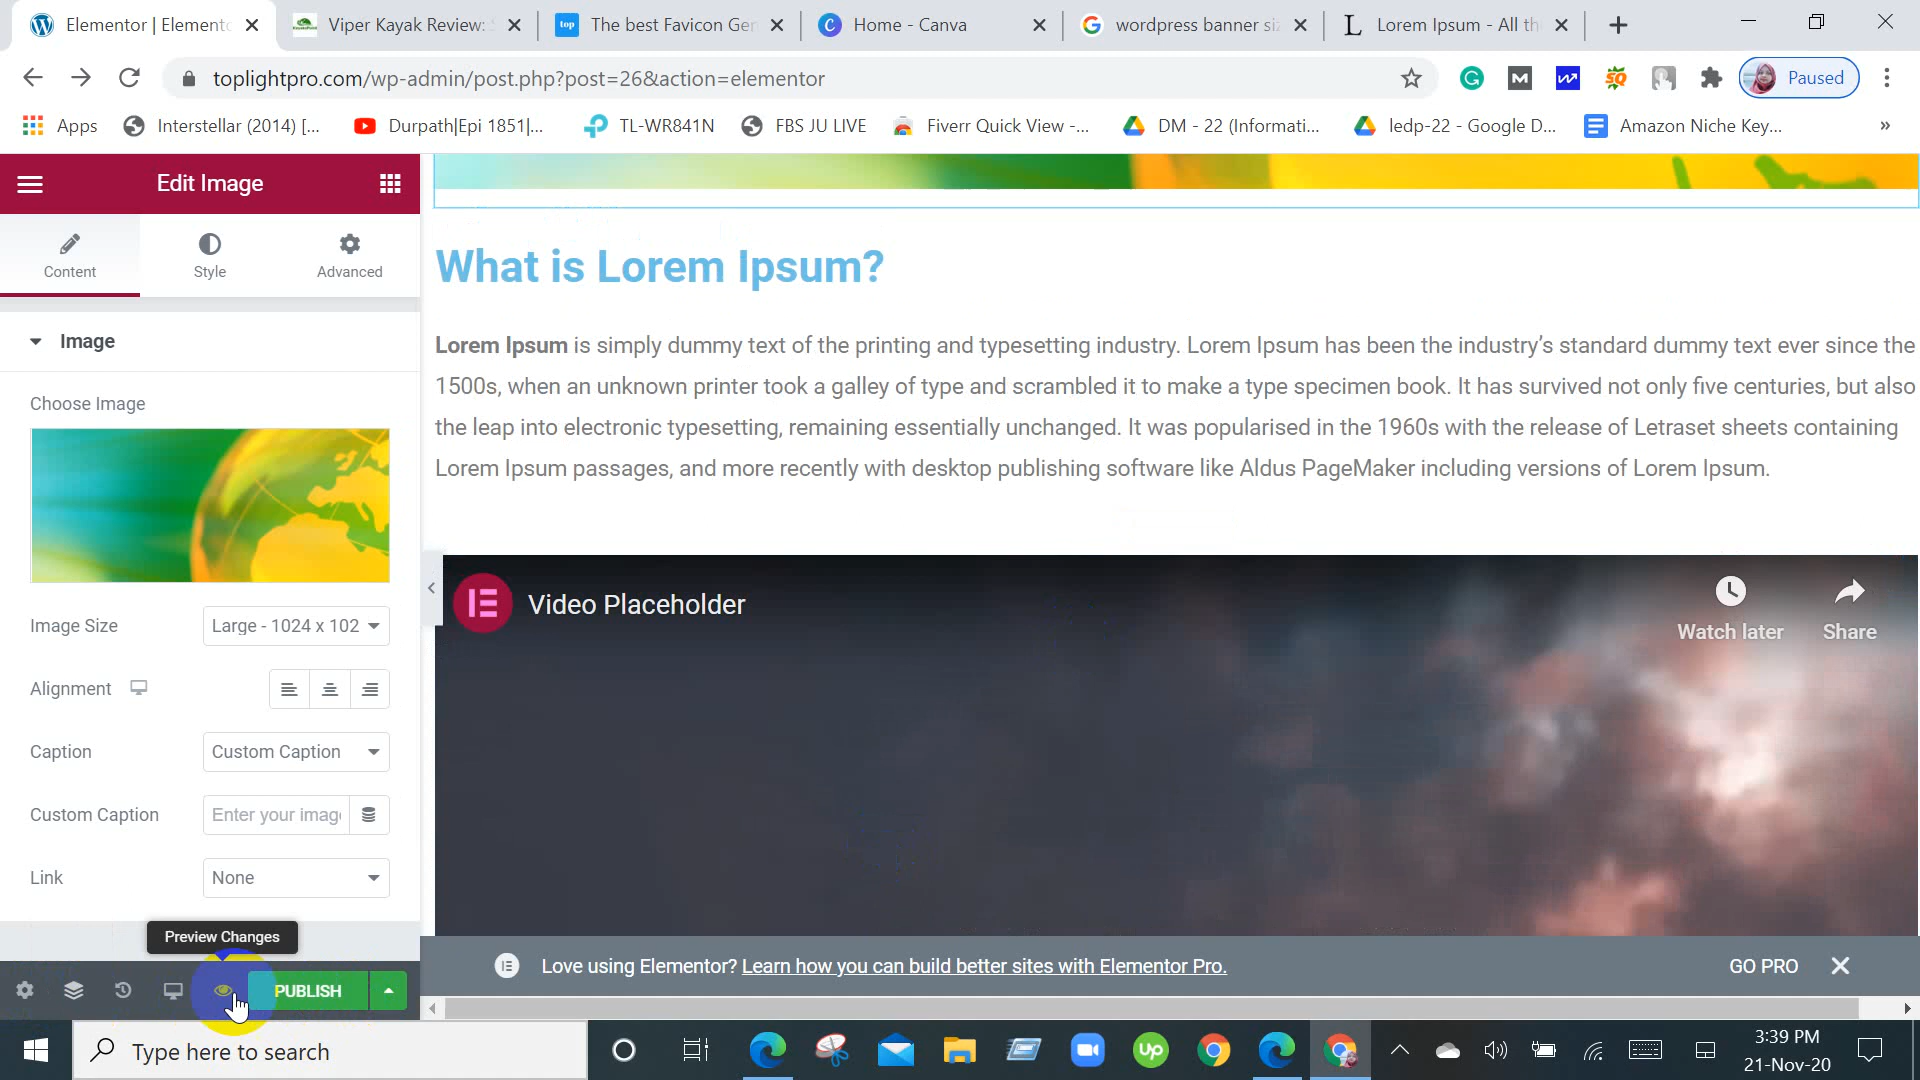 Elementor | Elemento
Viper Kayak Review: S
The best Favicon Gen
Home - Canva
wordpress banner siz
Lorem Ipsum - All th
toplightpro.com/wp-admin/post.php?post=26&action=elementor
Paused
Apps
Interstellar (2014) [...
Durpath|Epi 1851|...
TL-WR841N
FBS JU LIVE
Fiverr Quick View -...
DM - 22 (Informati...
ledp-22 - Google D...
Amazon Niche Key...
»
Edit Image
Content
Style
Advanced
Image
Choose Image
Image Size
Large - 1024 x 102
Alignment
Caption
Custom Caption
Custom Caption
Enter your imag
Link
None
Preview Changes
PUBLISH
What is Lorem Ipsum?
Lorem Ipsum is simply dummy text of the printing and typesetting industry. Lorem Ipsum has been the industry's standard dummy text ever since the
1500s, when an unknown printer took a galley of type and scrambled it to make a type specimen book. It has survived not only five centuries, but also
the leap into electronic typesetting, remaining essentially unchanged. It was popularised in the 1960s with the release of Letraset sheets containing
Lorem Ipsum passages, and more recently with desktop publishing software like Aldus PageMaker including versions of Lorem Ipsum.
Video Placeholder
Watch later
Share
Love using Elementor? Learn how you can build better sites with Elementor Pro.
GO PRO
Type here to search
3:39 PM
21-Nov-20